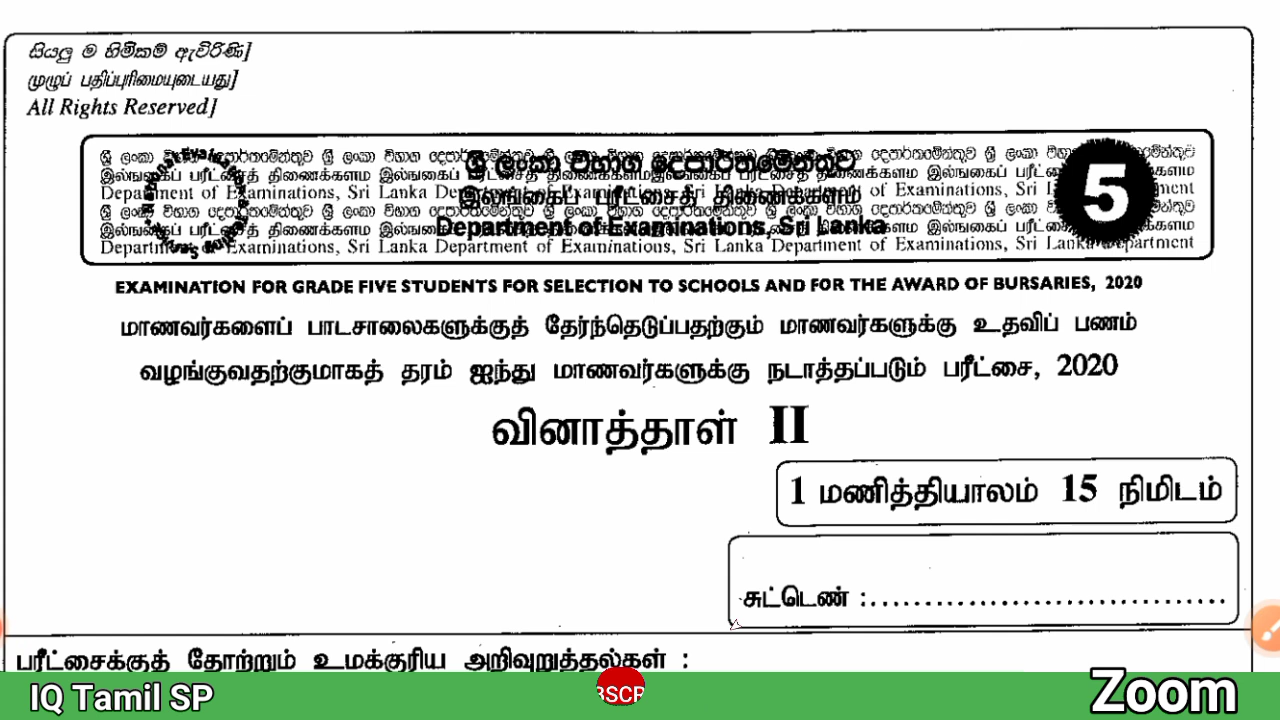 සියලු ම හිමිකම් ඇවිරිණි]
முழுப் பதிப்புரிமையுடையது]
All Rights Reserved]
ශ්‍රී ලංකා විභාග දෙපාර්තමේන්තුව
இலங்கைப் பரீட்சைத் திணைக்களம்
Department of Examinations, Sri Lanka
5
EXAMINATION FOR GRADE FIVE STUDENTS FOR SELECTION TO SCHOOLS AND FOR THE AWARD OF BURSARIES, 2020
மாணவர்களைப் பாடசாலைகளுக்குத் தேர்ந்தெடுப்பதற்கும் மாணவர்களுக்கு உதவிப் பணம்
வழங்குவதற்குமாகத் தரம் ஐந்து மாணவர்களுக்கு நடாத்தப்படும் பரீட்சை, 2020
வினாத்தாள் II
1 மணித்தியாலம் 15 நிமிடம்
சுட்டெண் :..................................
பரீட்சைக்குத் தோற்றும் உமக்குரிய அறிவுறுத்தல்கள் :
IQ Tamil SP
Zoom